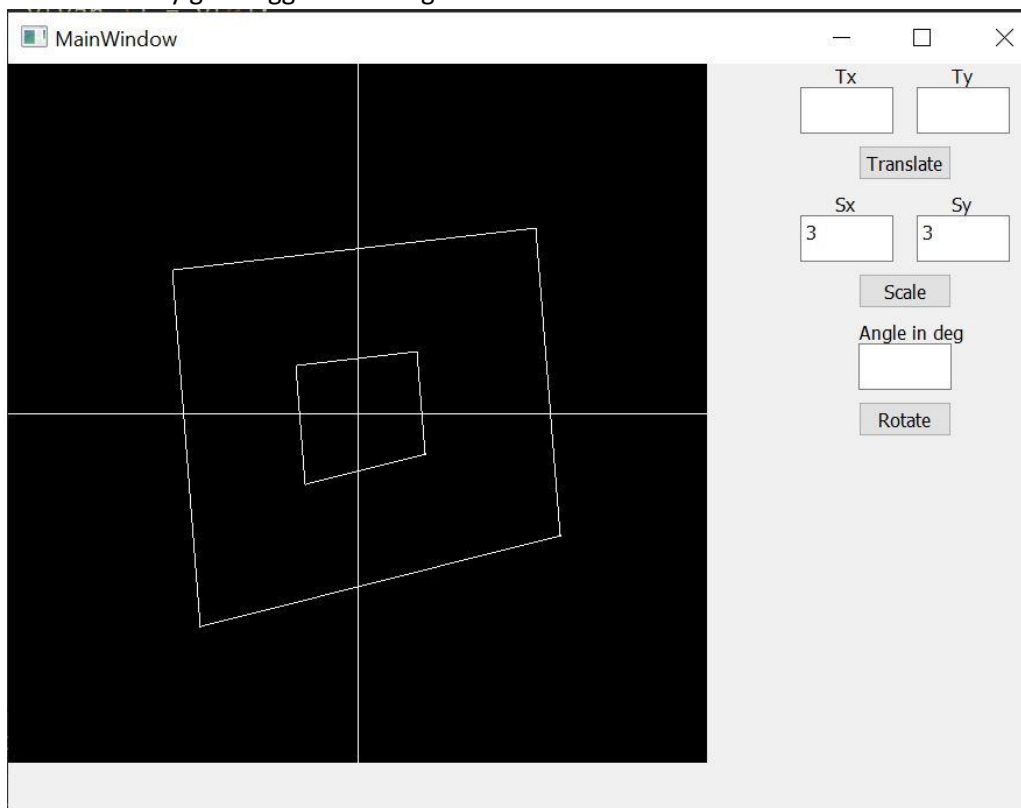 MainWindow
Tx Ty
Translate
Sx Sy
3 3
Scale
Angle in deg
Rotate